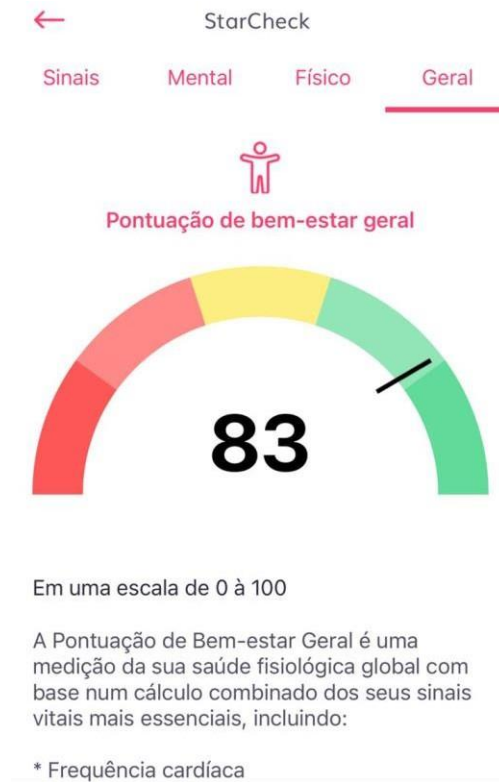 StarCheck
Sinais Mental Físico Geral
Pontuação de bem-estar geral
83
Em uma escala de 0 à 100
A Pontuação de Bem-estar Geral é uma
medição da sua saúde fisiológica global com
base num cálculo combinado dos seus sinais
vitais mais essenciais, incluindo:
* Frequência cardíaca